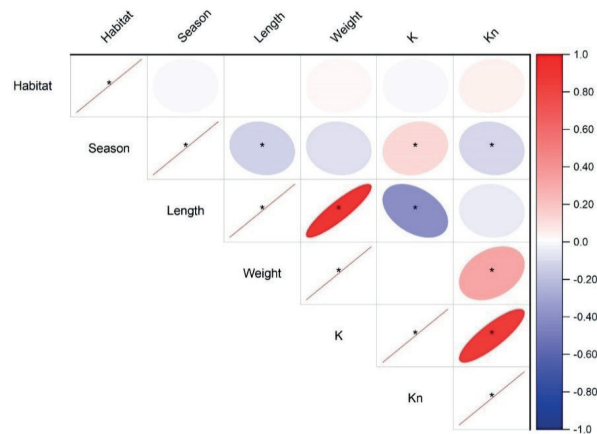 Habitat Season Length Weight K Kn
Habitat * 1.0
0.80
Season * * * * 0.60
0.40
Length * * * 0.20
0.0
Weight * * -0.20
-0.40
K * * -0.60
-0.80
Kn * -1.0